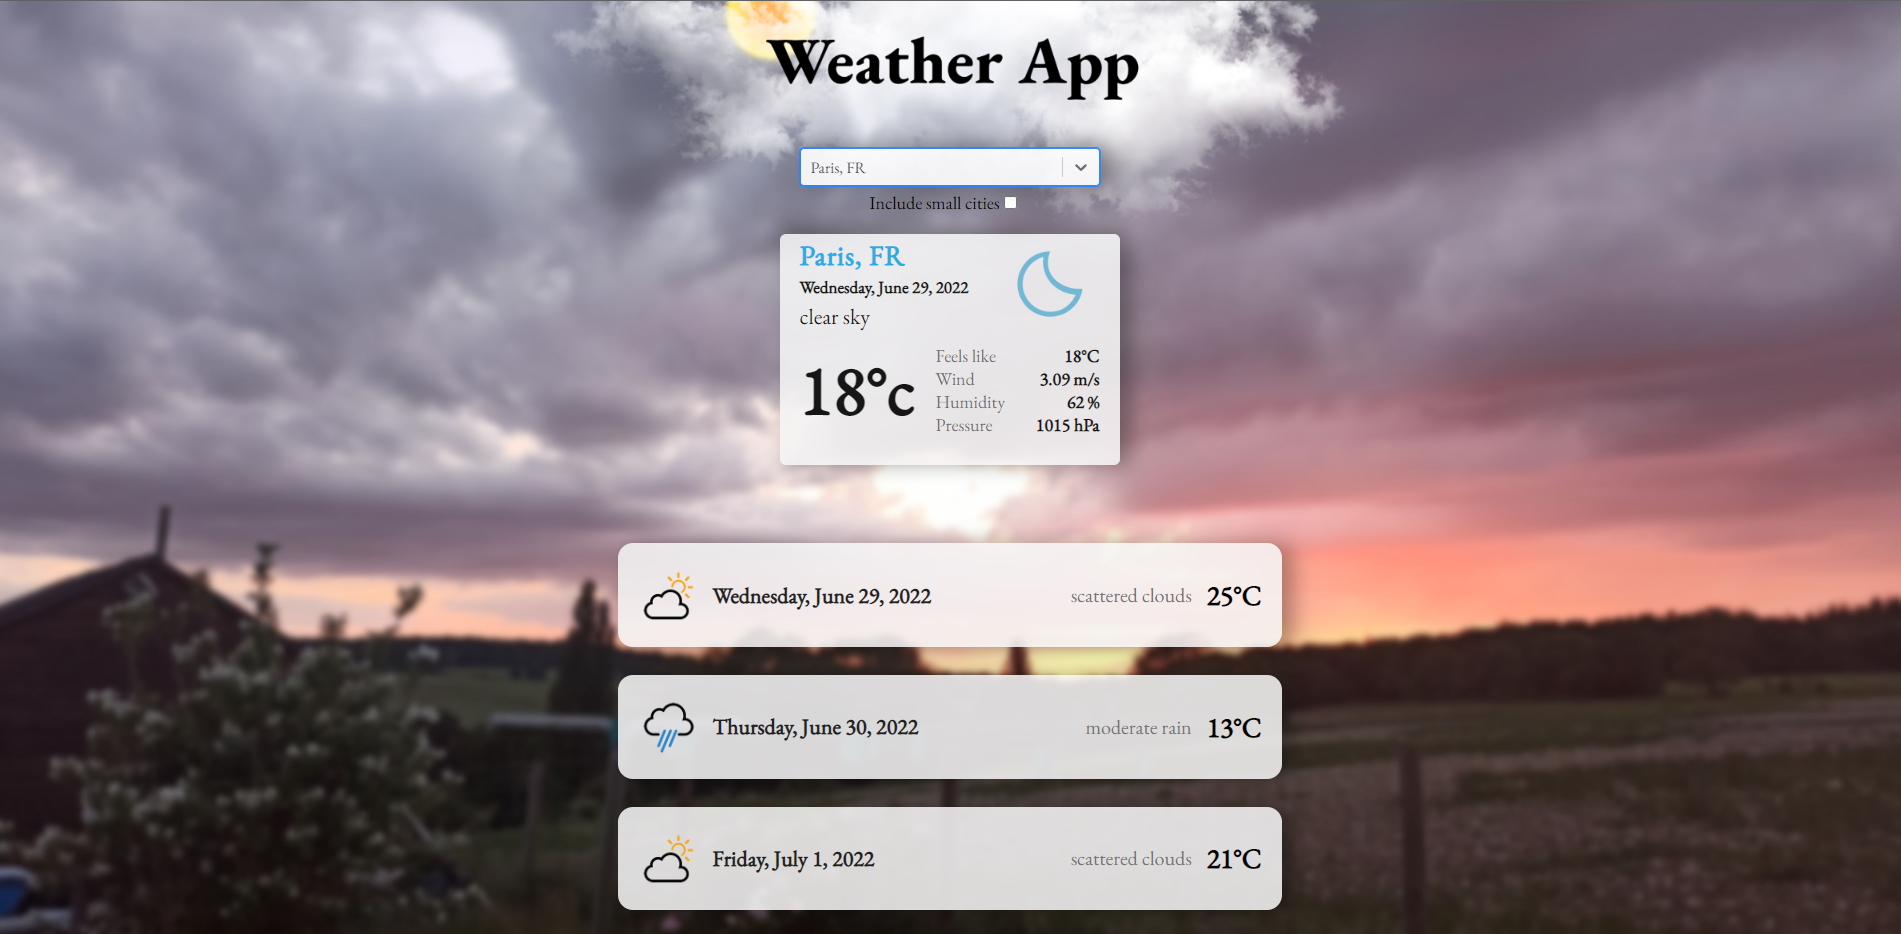 Weather App
Paris, FR
Include small cities
Paris, FR
Wednesday, June 29, 2022
clear sky
18°c
Feels like 18°C
Wind 3.09 m/s
Humidity 62 %
Pressure 1015 hPa
Wednesday, June 29, 2022 scattered clouds 25°C
Thursday, June 30, 2022 moderate rain 13°C
Friday, July 1, 2022 scattered clouds 21°C